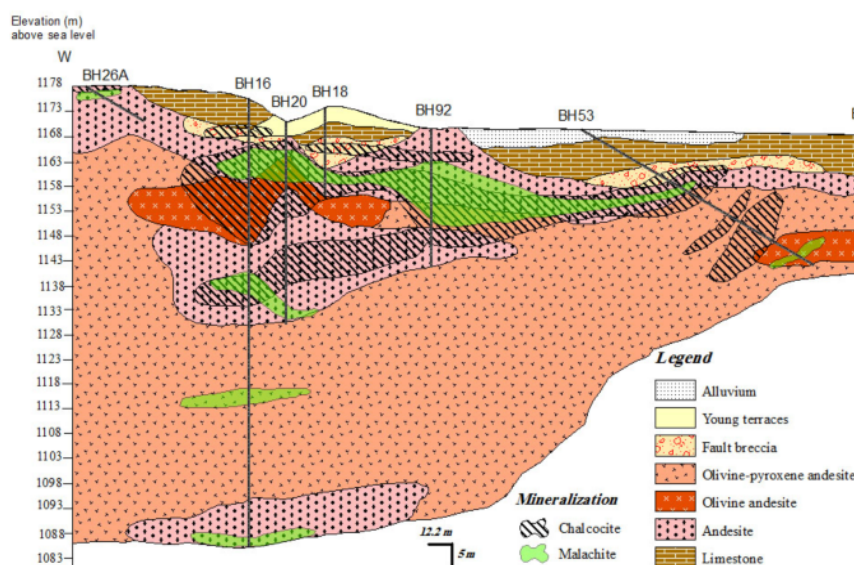 Elevation (m)
above sea level
W
BH26A
BH16
BH20
BH18
BH92
BH53
1178
1173
1168
1163
1158
1153
1148
1143
1138
1133
1128
1123
1118
1113
1108
1103
1098
1093
1088
1083
Legend
Alluvium
Young terraces
Fault breccia
Olivine-pyroxene andesite
Olivine andesite
Andesite
Limestone
Mineralization
Chalcocite
Malachite
12.2 m
5 m